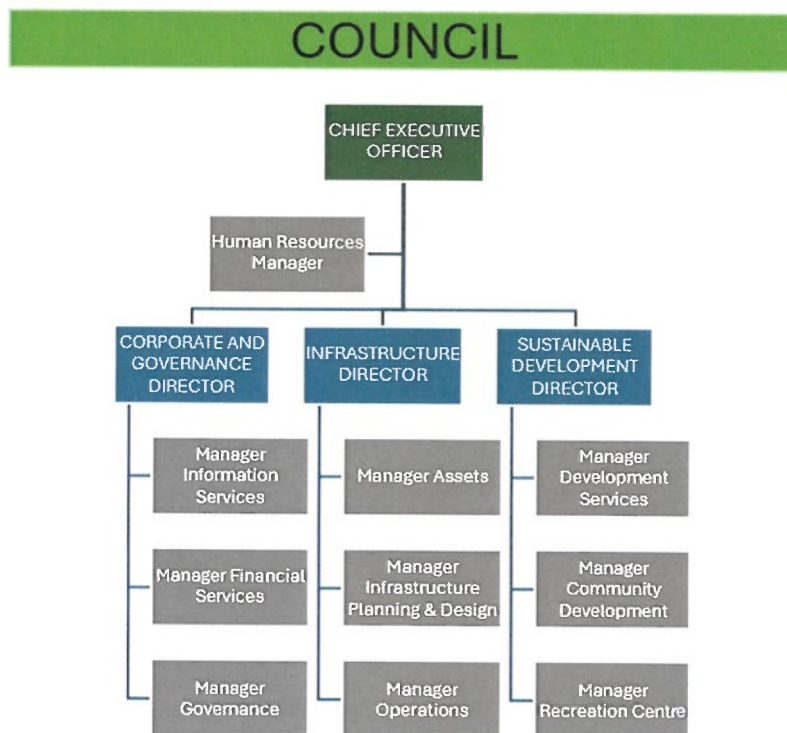 COUNCIL
CHIEF EXECUTIVE
OFFICER
Human Resources
Manager
CORPORATE AND
GOVERNANCE
DIRECTOR
INFRASTRUCTURE
DIRECTOR
SUSTAINABLE
DEVELOPMENT
DIRECTOR
Manager
Information
Services
Manager Assets
Manager
Development
Services
Manager Financial
Services
Manager
Infrastructure
Planning & Design
Manager
Community
Development
Manager
Governance
Manager
Operations
Manager
Recreation Centre